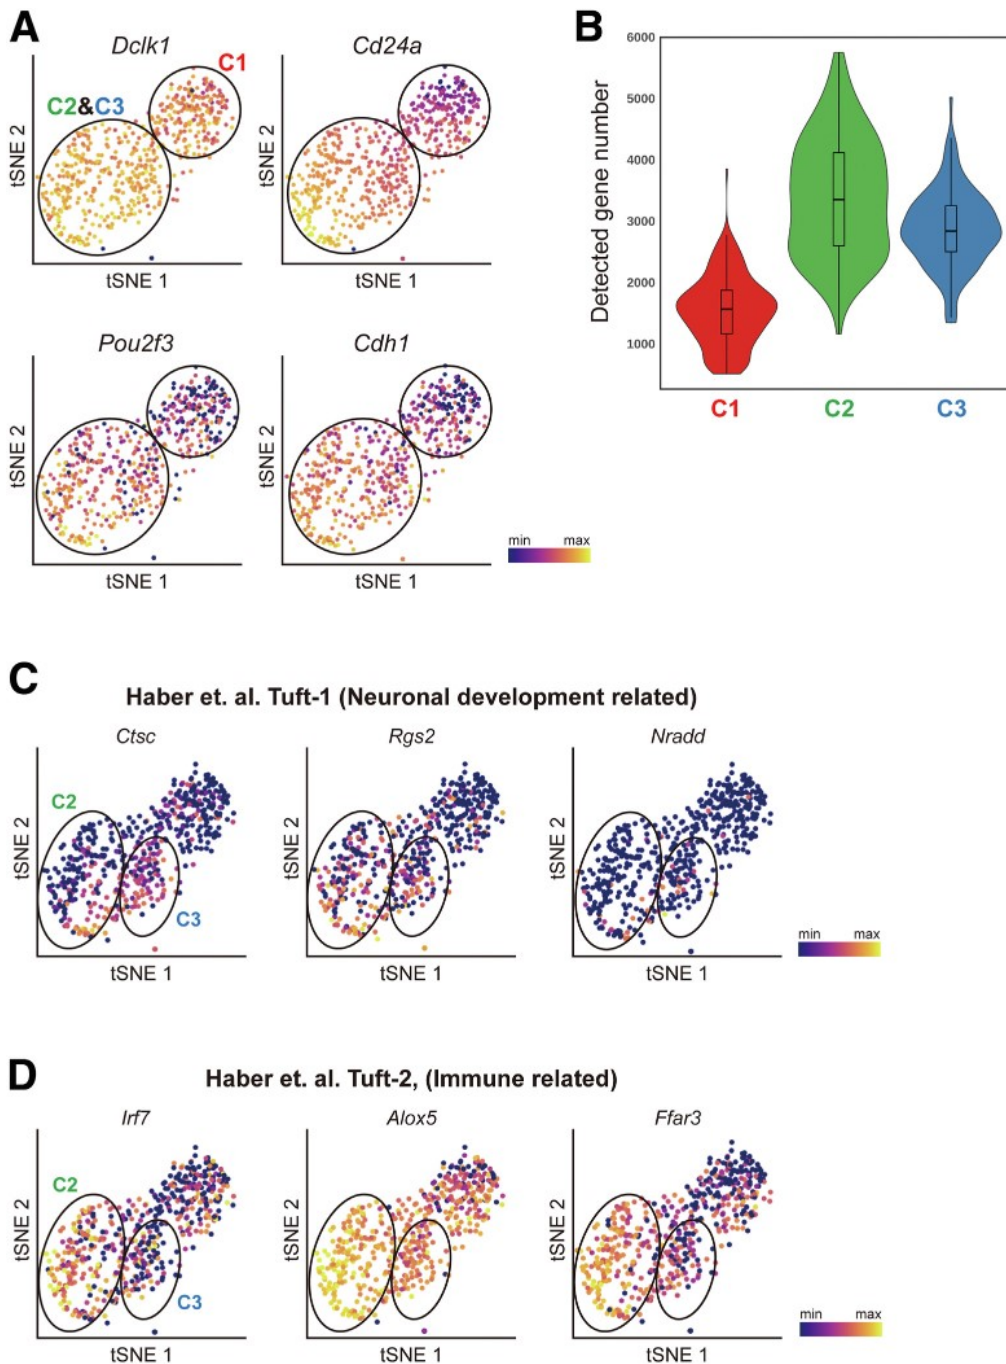 A
Dclk1
Cd24a
C1
C2&C3
tSNE 2
tSNE 1
tSNE 2
tSNE 1
Pou2f3
Cdh1
tSNE 2
tSNE 1
tSNE 2
tSNE 1
min max
B
Detected gene number
6000
5000
4000
3000
2000
1000
C1
C2
C3
C
Haber et. al. Tuft-1 (Neuronal development related)
Ctsc
Rgs2
Nradd
C2
C3
tSNE 2
tSNE 1
tSNE 2
tSNE 1
tSNE 2
tSNE 1
min max
D
Haber et. al. Tuft-2, (Immune related)
Irf7
Alox5
Ffar3
C2
C3
tSNE 2
tSNE 1
tSNE 2
tSNE 1
tSNE 2
tSNE 1
min max